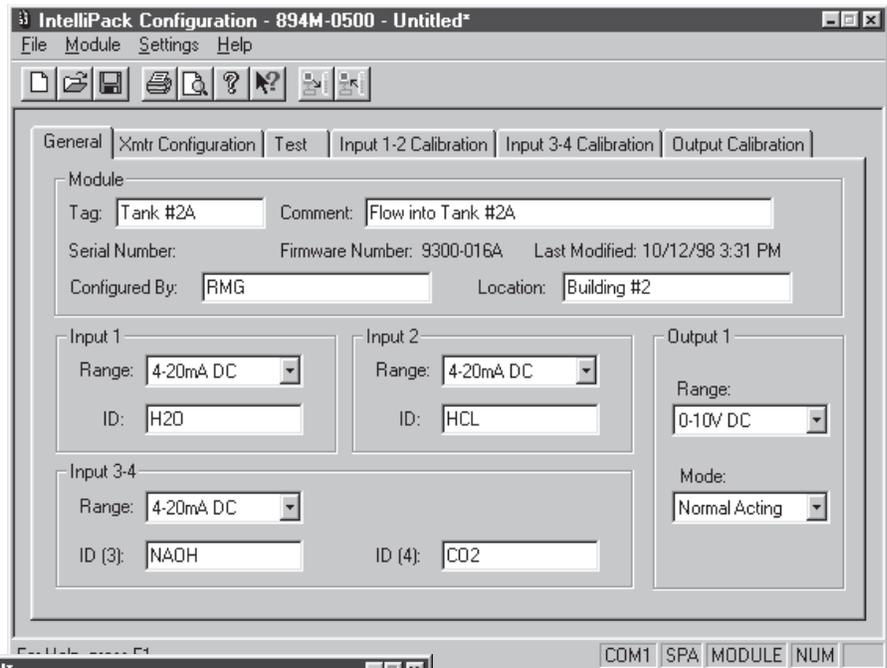 IntelliPack Configuration - 894M-0500 - Untitled*
File Module Settings Help
General Xmtr Configuration Test Input 1-2 Calibration Input 3-4 Calibration Output Calibration
Module
Tag: Tank #2A Comment: Flow into Tank #2A
Serial Number: Firmware Number: 9300-016A Last Modified: 10/12/98 3:31 PM
Configured By: RMG Location: Building #2
Input 1
Range: 4-20mA DC
ID: H2O
Input 2
Range: 4-20mA DC
ID: HCL
Output 1
Range:
0-10V DC
Mode:
Normal Acting
Input 3-4
Range: 4-20mA DC
ID (3): NAOH ID (4): CO2
For Help, press F1
COM1 SPA MODULE NUM